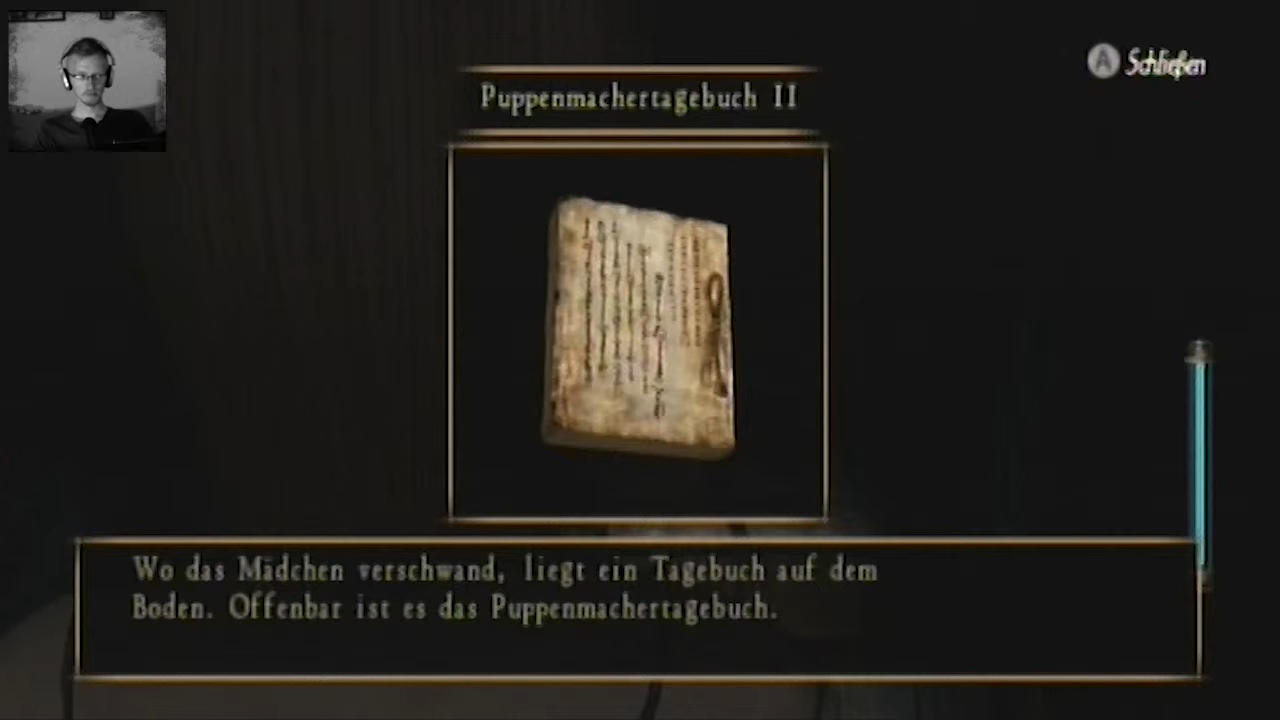 A Schließen
Puppenmachertagebuch II
Wo das Mädchen verschwand, liegt ein Tagebuch auf dem
Boden. Offenbar ist es das Puppenmachertagebuch.